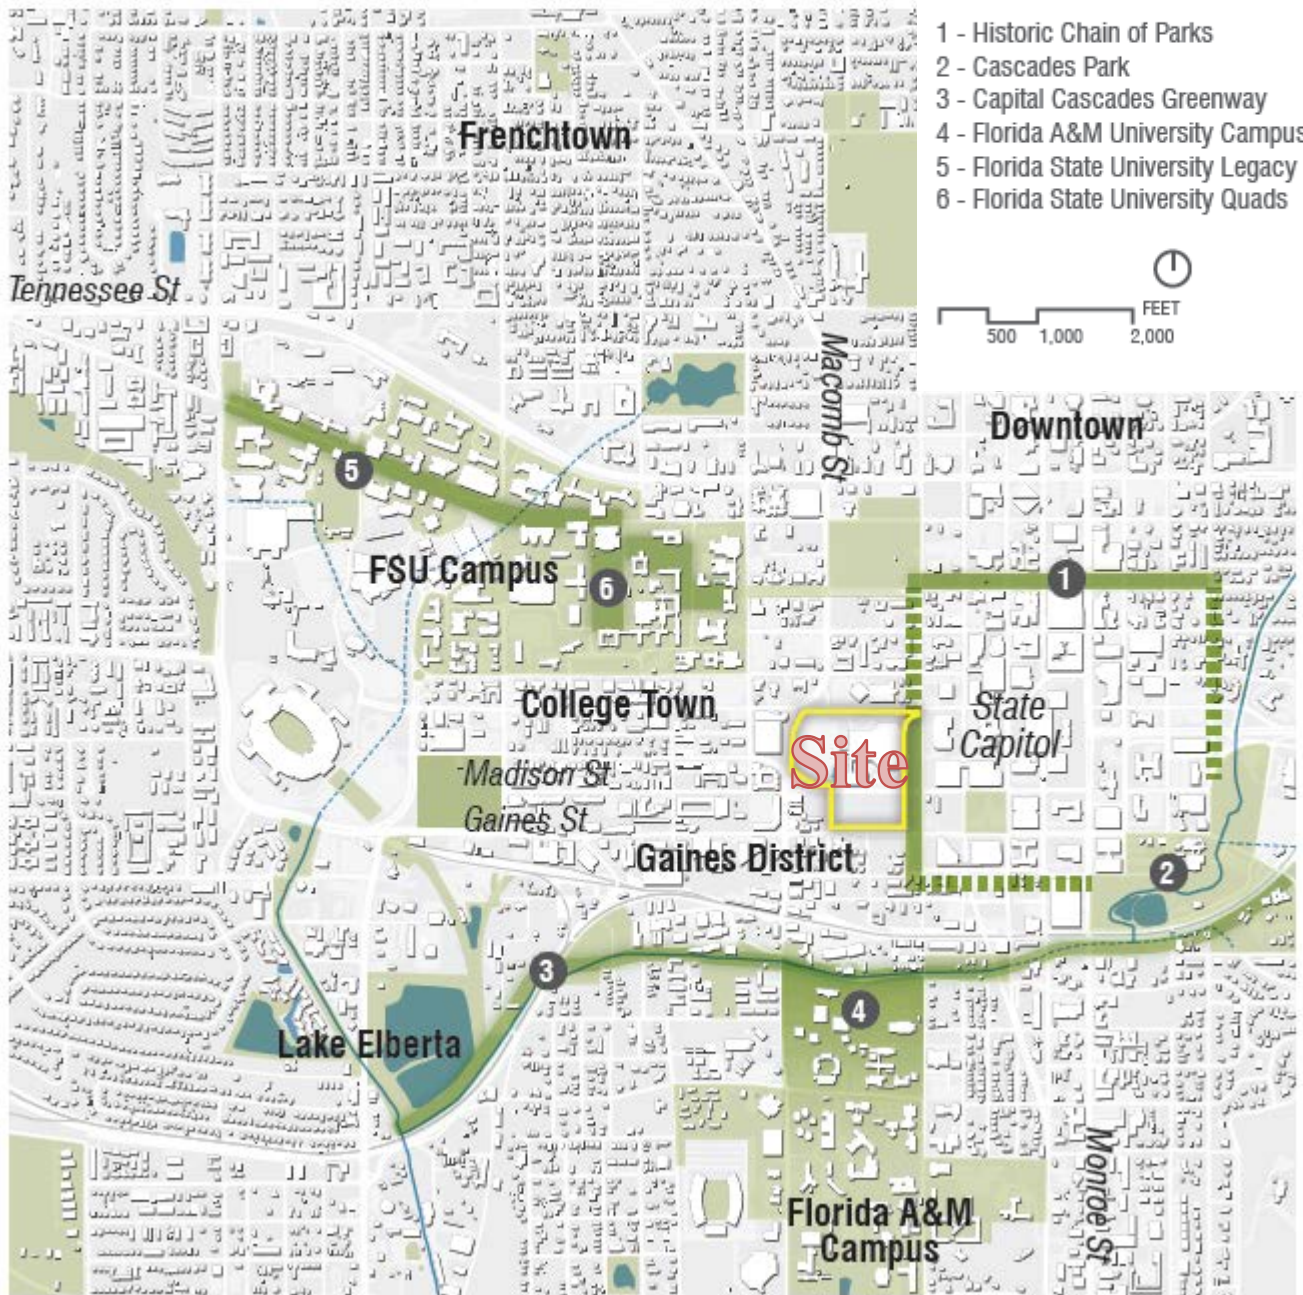 1 - Historic Chain of Parks
2 - Cascades Park
3 - Capital Cascades Greenway
4 - Florida A&M University Campus
5 - Florida State University Legacy
6 - Florida State University Quads
FEET
500 1,000 2,000
Frenchtown
Tennessee St
Macomb St
Downtown
5
FSU Campus
6
1
College Town
State
Capitol
Site
Madison St
Gaines St
Gaines District
2
3
4
Lake Elberta
Monroe St
Florida A&M
Campus